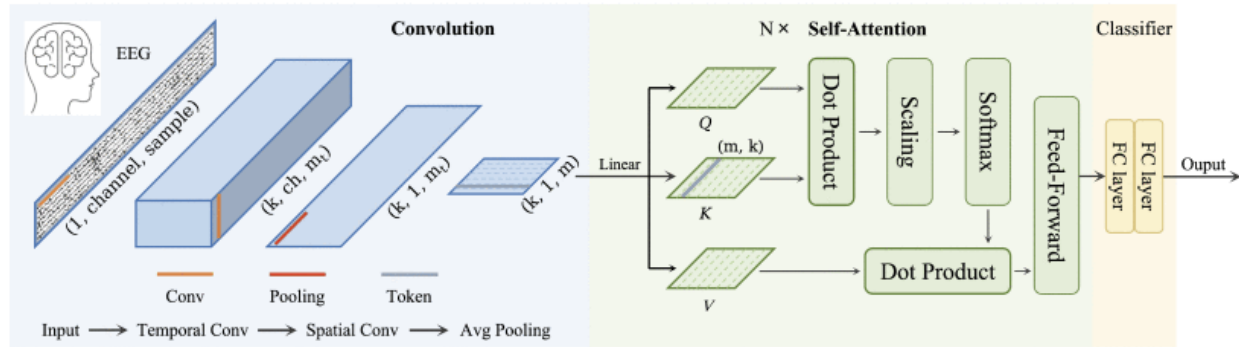 EEG
Convolution
(1, channel, sample)
(k, ch, mₜ)
(k, 1, mₜ)
(k, 1, m)
Conv
Pooling
Token
Input → Temporal Conv → Spatial Conv → Avg Pooling
N × Self-Attention
Linear
Q
(m, k)
K
V
Dot Product
Scaling
Softmax
Dot Product
Feed-Forward
Classifier
FC layer
FC layer
Ouput